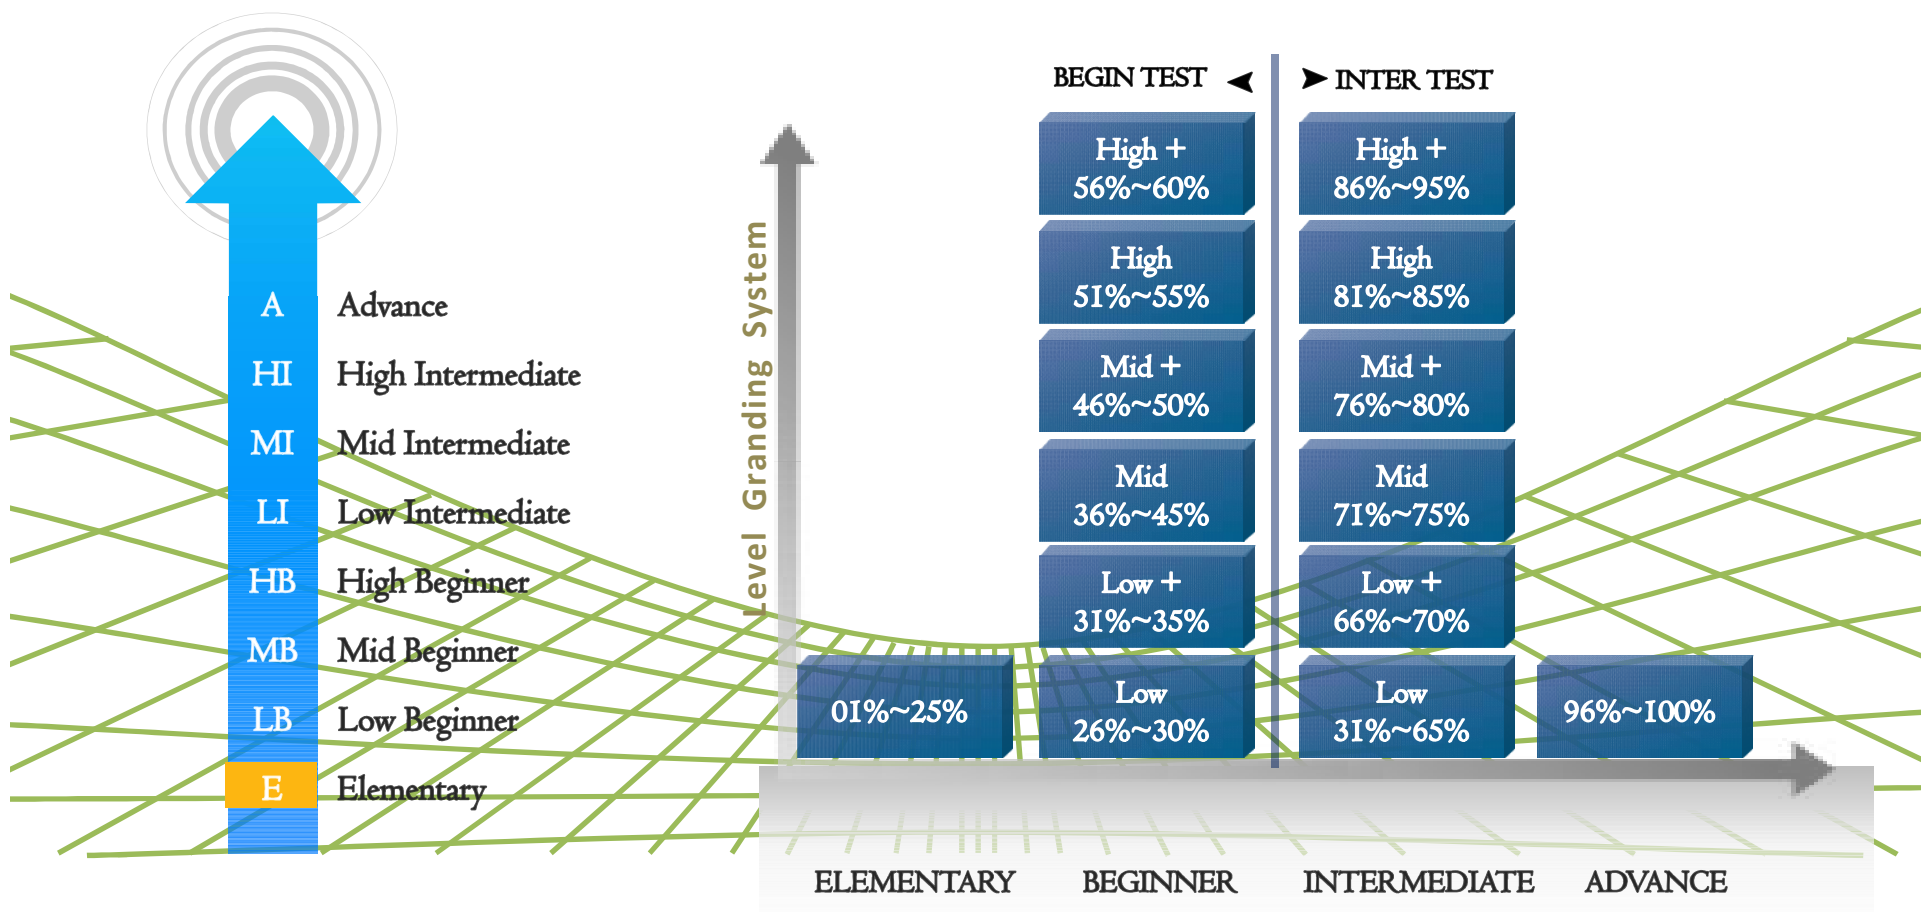 A Advance
HI High Intermediate
MI Mid Intermediate
LI Low Intermediate
HB High Beginner
MB Mid Beginner
LB Low Beginner
E Elementary
Level Granding System
BEGIN TEST
INTER TEST
High +
56%~60%
High +
86%~95%
High
51%~55%
High
81%~85%
Mid +
46%~50%
Mid +
76%~80%
Mid
36%~45%
Mid
71%~75%
Low +
31%~35%
Low +
66%~70%
01%~25%
Low
26%~30%
Low
31%~65%
96%~100%
ELEMENTARY
BEGINNER
INTERMEDIATE
ADVANCE